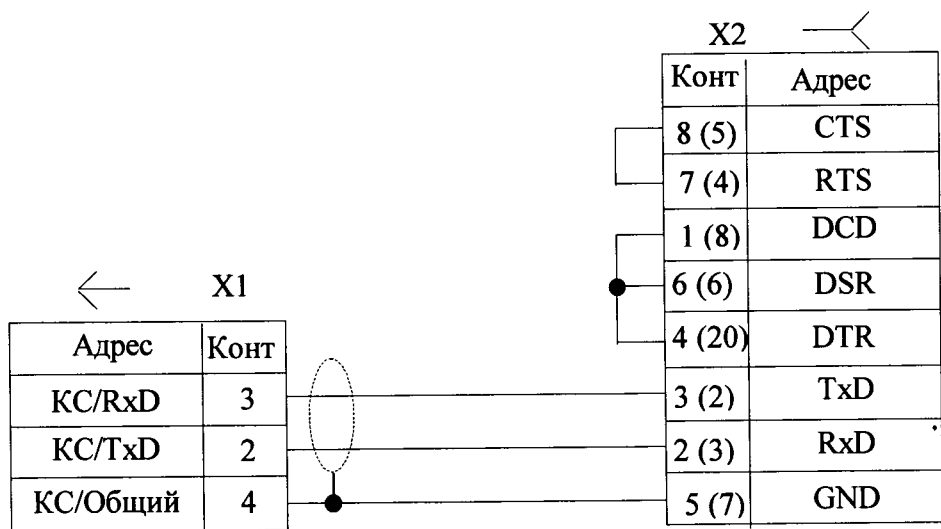 X2
Конт Адрес
8 (5) CTS
7 (4) RTS
1 (8) DCD
6 (6) DSR
4 (20) DTR
3 (2) TxD
2 (3) RxD
5 (7) GND
X1
Адрес Конт
КС/RxD 3
КС/TxD 2
КС/Общий 4